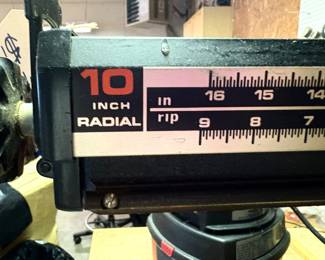 10
INCH
RADIAL
in 16 15 14
rip 9 8 7